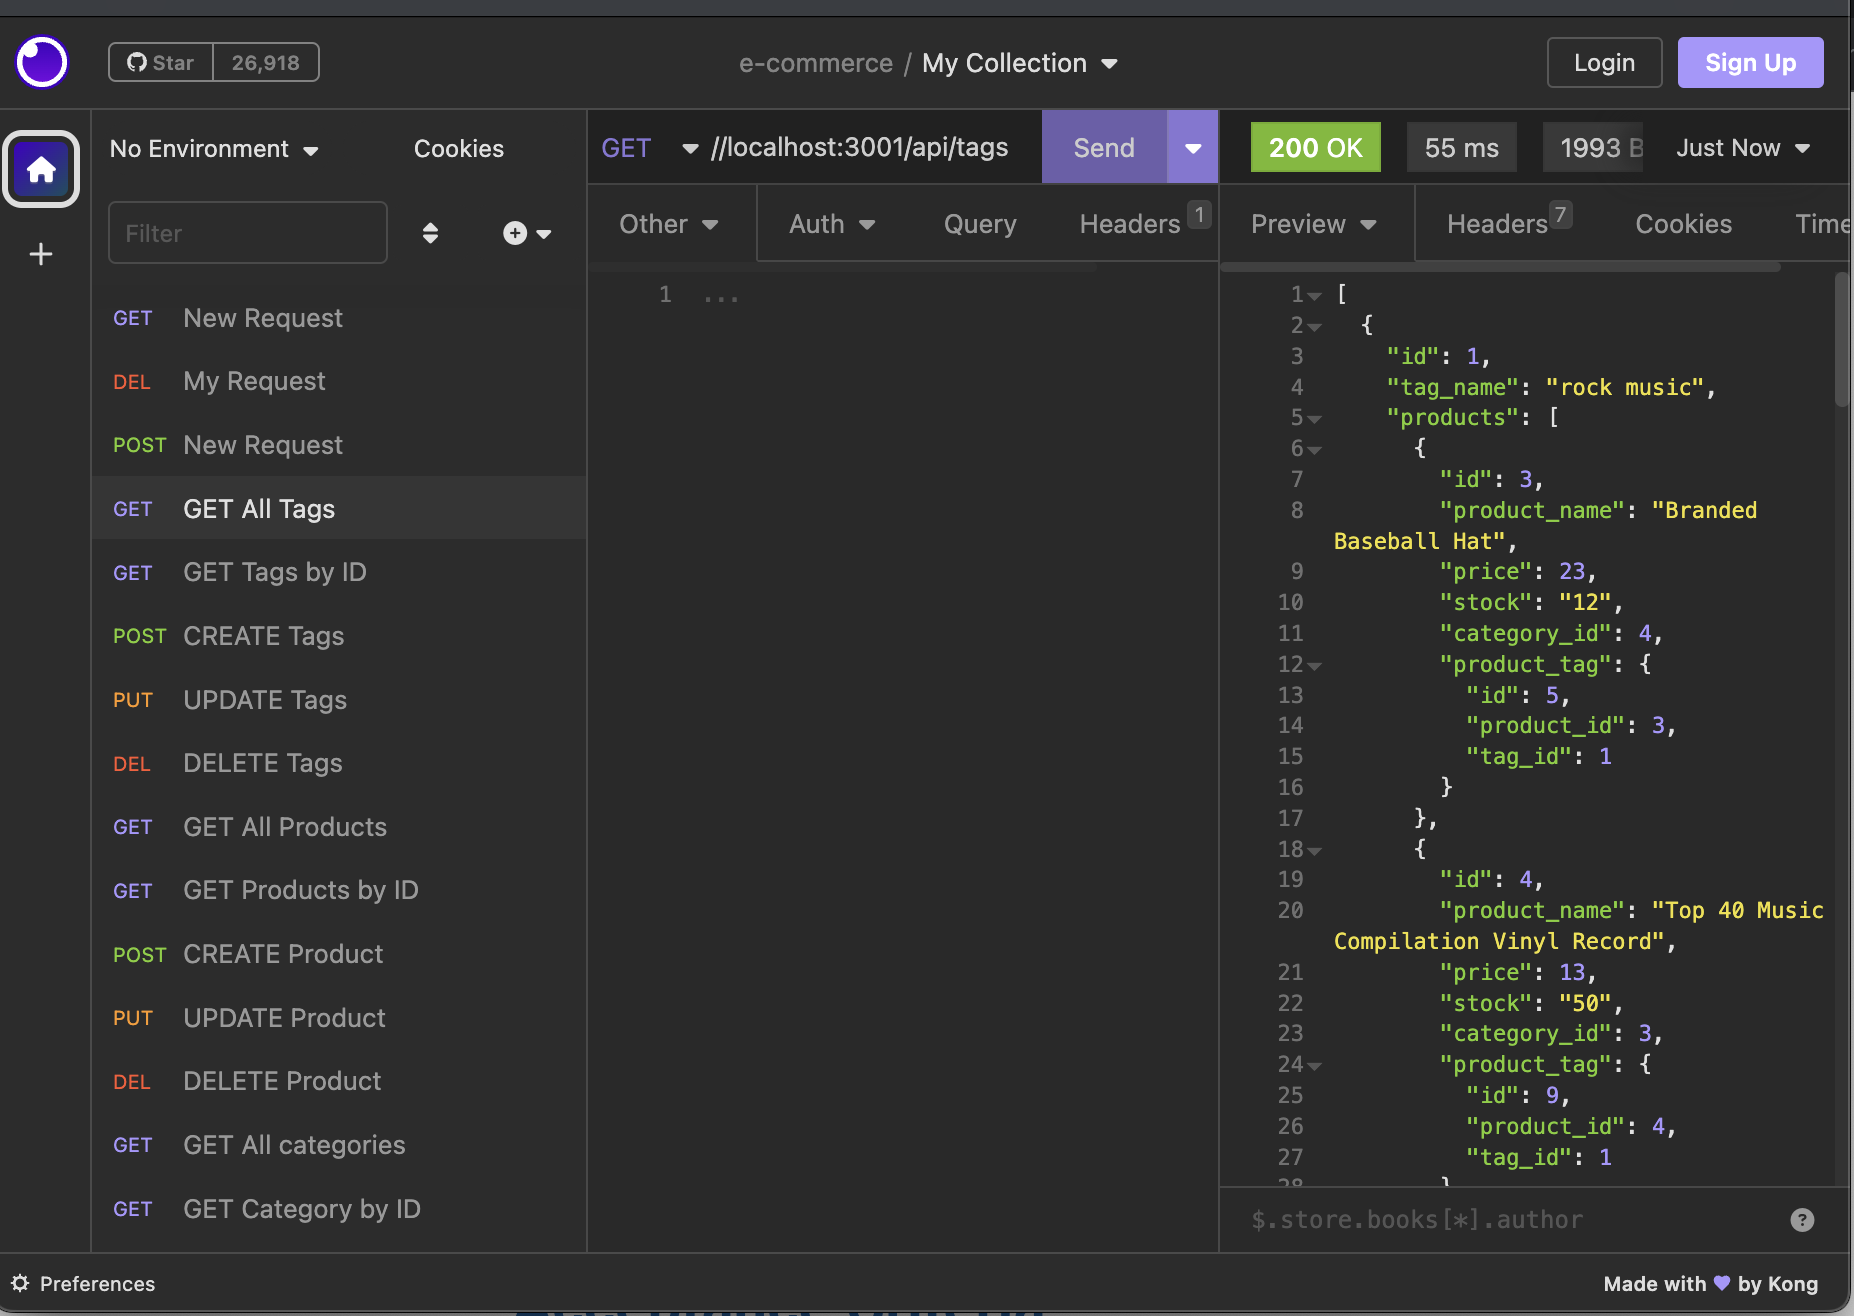 Star 26,918
e-commerce / My Collection
Login
Sign Up
No Environment
Cookies
Filter
GET New Request
DEL My Request
POST New Request
GET GET All Tags
GET GET Tags by ID
POST CREATE Tags
PUT UPDATE Tags
DEL DELETE Tags
GET GET All Products
GET GET Products by ID
POST CREATE Product
PUT UPDATE Product
DEL DELETE Product
GET GET All categories
GET GET Category by ID
GET //localhost:3001/api/tags
Send
Other
Auth
Query
Headers 1
1 ...
200 OK
55 ms
1993 B
Just Now
Preview
Headers 7
Cookies
Time
1 [
2 {
3 "id": 1,
4 "tag_name": "rock music",
5 "products": [
6 {
7 "id": 3,
8 "product_name": "Branded
Baseball Hat",
9 "price": 23,
10 "stock": "12",
11 "category_id": 4,
12 "product_tag": {
13 "id": 5,
14 "product_id": 3,
15 "tag_id": 1
16 }
17 },
18 {
19 "id": 4,
20 "product_name": "Top 40 Music
Compilation Vinyl Record",
21 "price": 13,
22 "stock": "50",
23 "category_id": 3,
24 "product_tag": {
25 "id": 9,
26 "product_id": 4,
27 "tag_id": 1
28 }
$.store.books[*].author
?
Preferences
Made with by Kong